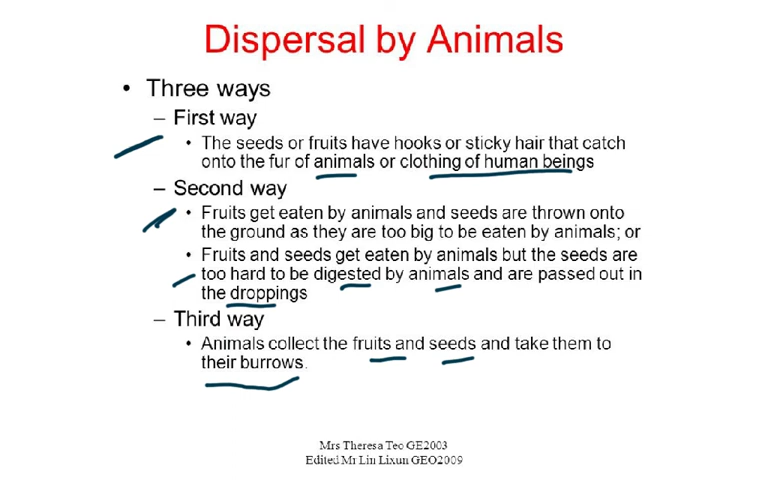 Dispersal by Animals
• Three ways
– First way
• The seeds or fruits have hooks or sticky hair that catch
onto the fur of animals or clothing of human beings
– Second way
• Fruits get eaten by animals and seeds are thrown onto
the ground as they are too big to be eaten by animals; or
• Fruits and seeds get eaten by animals but the seeds are
too hard to be digested by animals and are passed out in
the droppings
– Third way
• Animals collect the fruits and seeds and take them to
their burrows.
Mrs Theresa Teo GE2003
Edited Mr Lin Lixun GEO2009